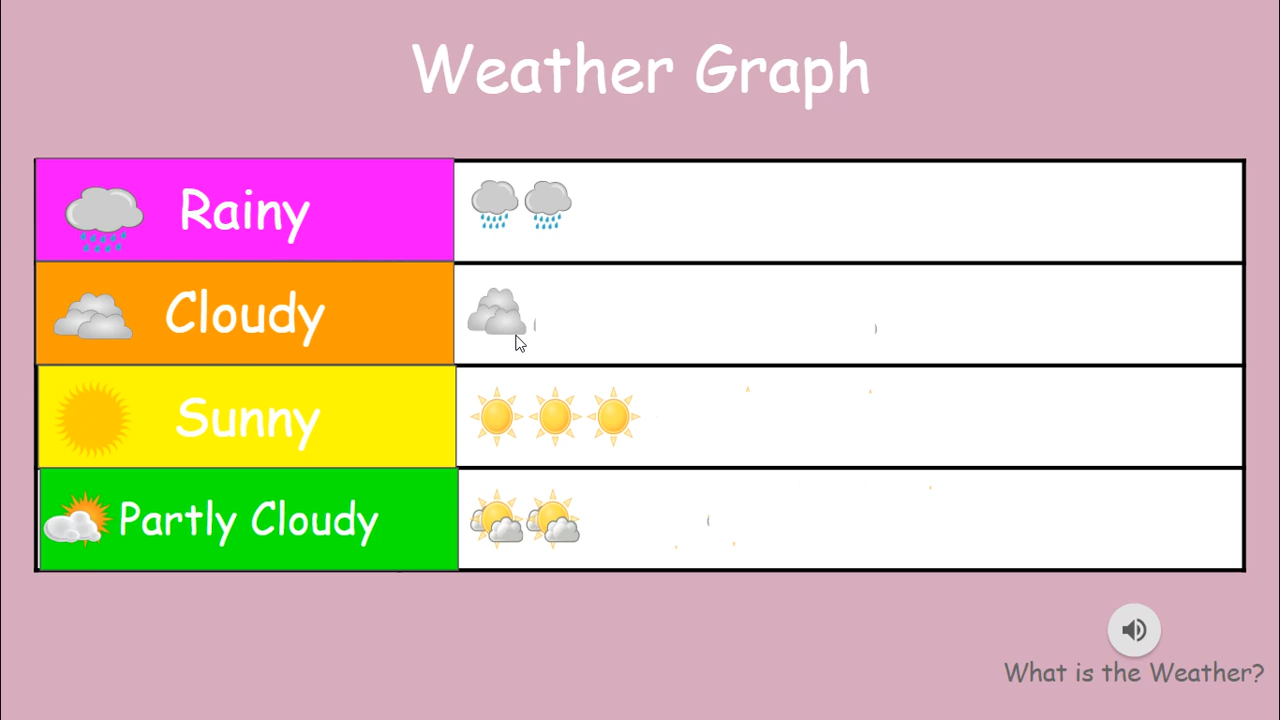 Weather Graph
Rainy
Cloudy
Sunny
Partly Cloudy
What is the Weather?